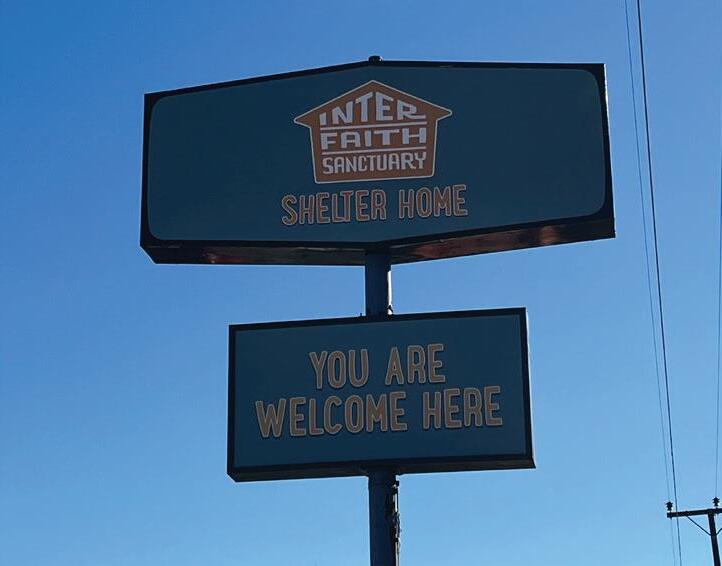 INTER
FAITH
SANCTUARY
SHELTER HOME
YOU ARE
WELCOME HERE